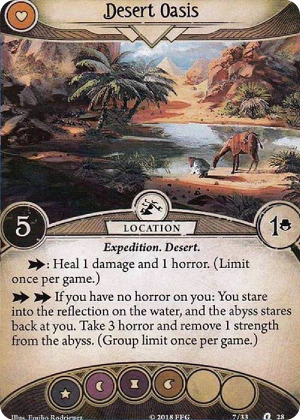 Desert Oasis
5
LOCATION
1
Expedition. Desert.
: Heal 1 damage and 1 horror. (Limit
once per game.)
If you have no horror on you: You stare
into the reflection on the water, and the abyss stares
back at you. Take 3 horror and remove 1 strength
from the abyss. (Group limit once per game.)
Illus. Emilio Rodriguez
© 2018 FFG
7/33
28